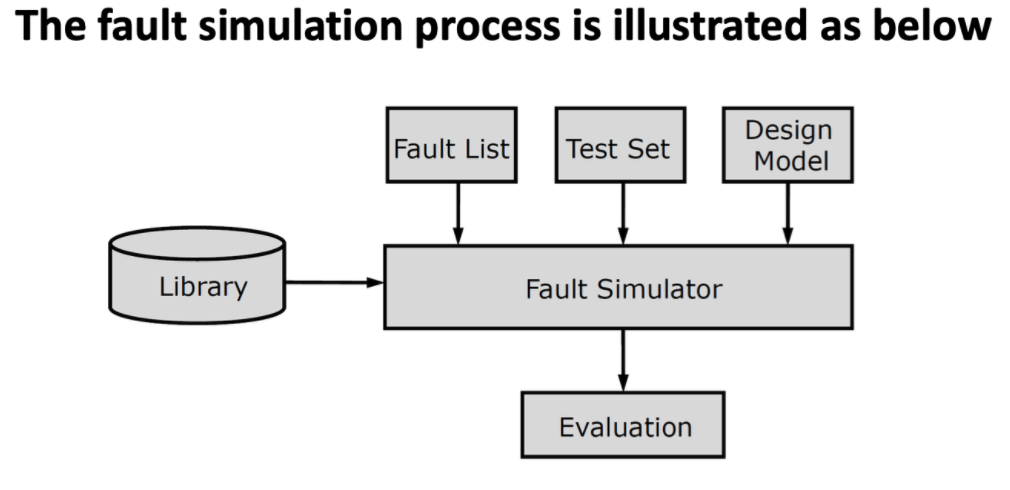 The fault simulation process is illustrated as below
Fault List
Test Set
Design
Model
Library
Fault Simulator
Evaluation